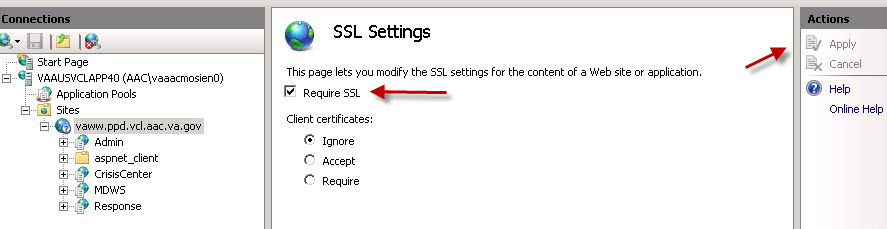 Connections
Start Page
VAAUSVCLAPP40 (AAC\vaaacmosien0)
Application Pools
Sites
vaww.ppd.vcl.aac.va.gov
Admin
aspnet_client
CrisisCenter
MDWS
Response
SSL Settings
This page lets you modify the SSL settings for the content of a Web site or application.
Require SSL
Client certificates:
Ignore
Accept
Require
Actions
Apply
Cancel
Help
Online Help